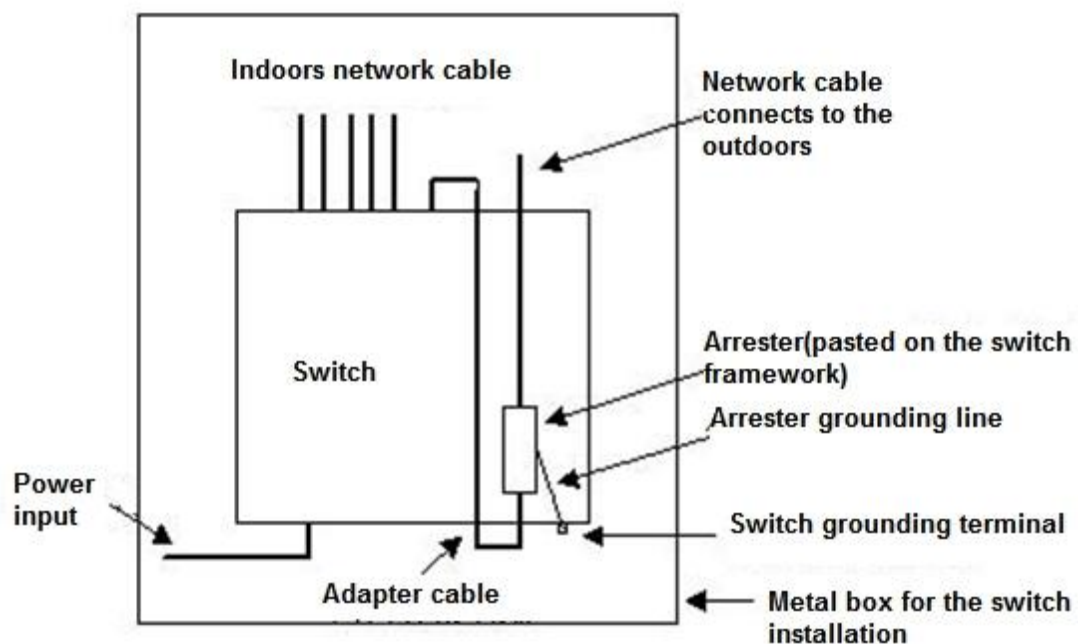 Indoors network cable
Network cable
connects to the
outdoors
Switch
Arrester(pasted on the switch
framework)
Arrester grounding line
Power
input
Switch grounding terminal
Adapter cable
Metal box for the switch
installation